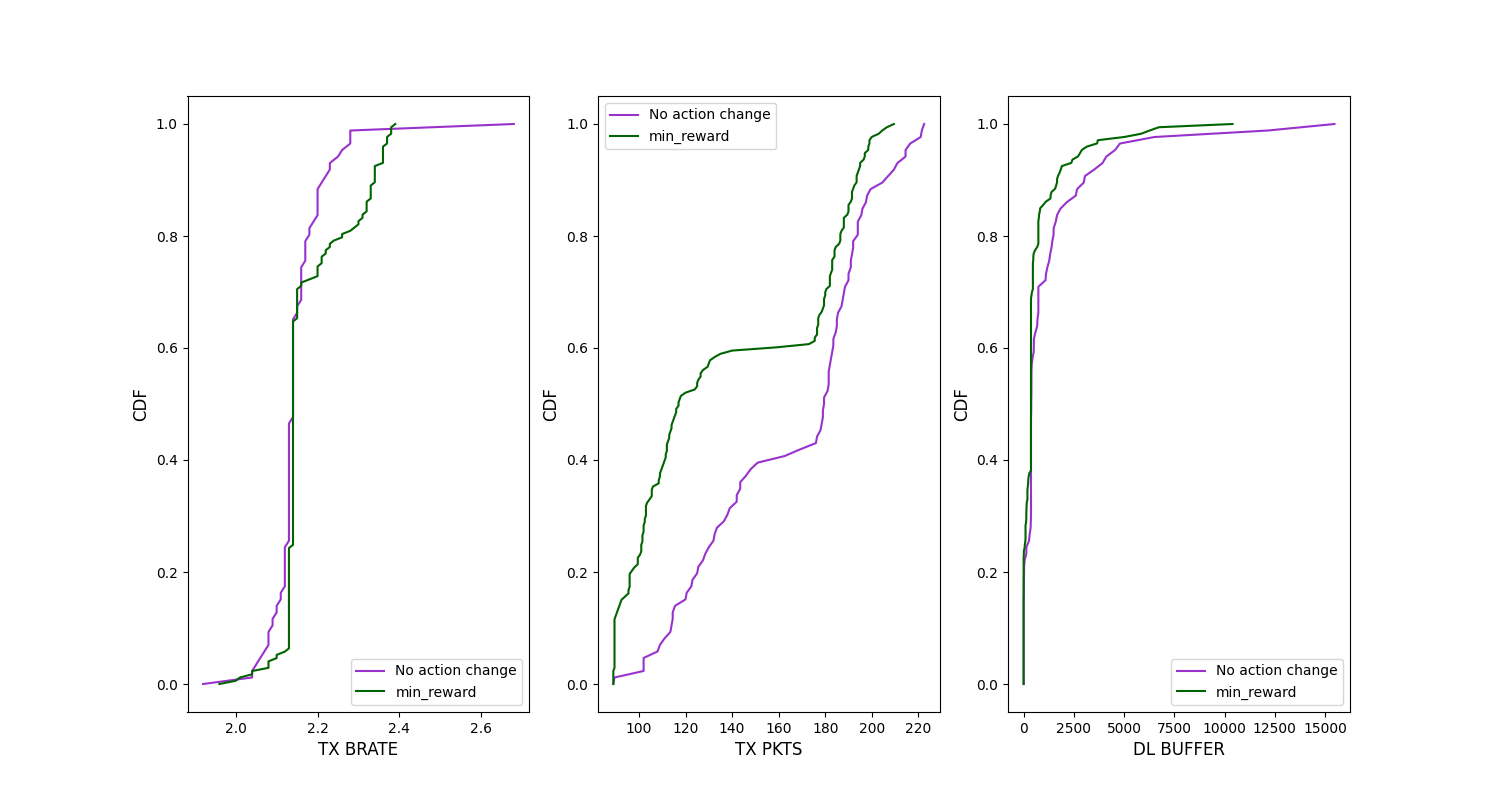 1.0
0.8
0.6
0.4
0.2
0.0
CDF
2.0 2.2 2.4 2.6
TX BRATE
No action change
min_reward
1.0
0.8
0.6
0.4
0.2
0.0
CDF
100 120 140 160 180 200 220
TX PKTS
No action change
min_reward
1.0
0.8
0.6
0.4
0.2
0.0
CDF
0 2500 5000 7500 10000 12500 15000
DL BUFFER
No action change
min_reward